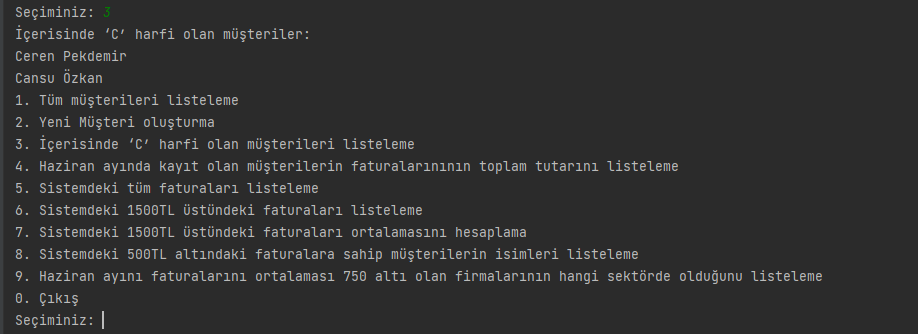 Seçiminiz: 3
İçerisinde ‘C’ harfi olan müşteriler:
Ceren Pekdemir
Cansu Özkan
1. Tüm müşterileri listeleme
2. Yeni Müşteri oluşturma
3. İçerisinde ‘C’ harfi olan müşterileri listeleme
4. Haziran ayında kayıt olan müşterilerin faturalarınının toplam tutarını listeleme
5. Sistemdeki tüm faturaları listeleme
6. Sistemdeki 1500TL üstündeki faturaları listeleme
7. Sistemdeki 1500TL üstündeki faturaları ortalamasını hesaplama
8. Sistemdeki 500TL altındaki faturalara sahip müşterilerin isimleri listeleme
9. Haziran ayını faturalarını ortalaması 750 altı olan firmalarının hangi sektörde olduğunu listeleme
0. Çıkış
Seçiminiz: